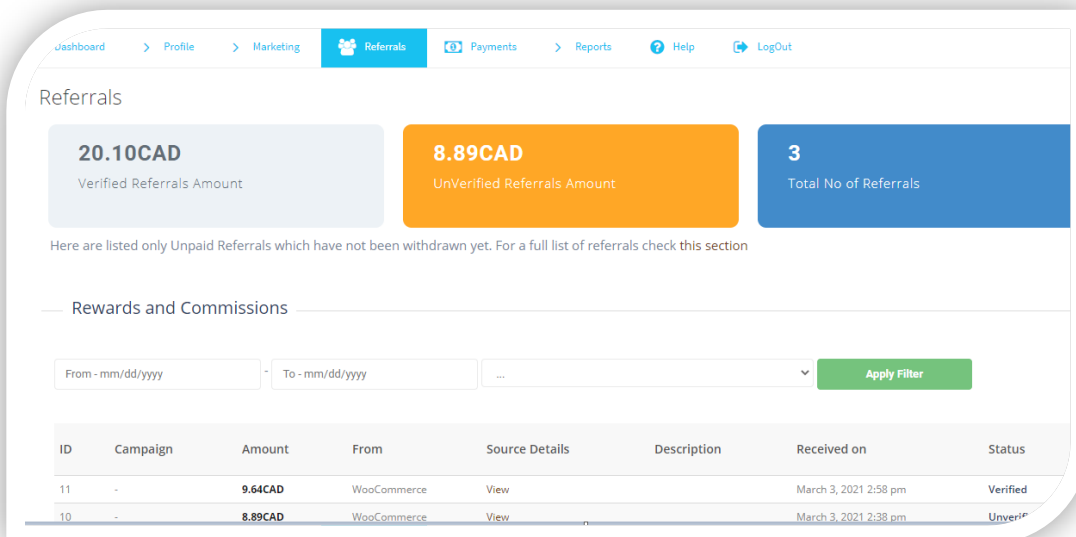 Dashboard Profile Marketing Referrals Payments Reports Help LogOut
Referrals
20.10CAD 8.89CAD 3
Verified Referrals Amount UnVerified Referrals Amount Total No of Referrals
Here are listed only Unpaid Referrals which have not been withdrawn yet. For a full list of referrals check this section
Rewards and Commissions
From - mm/dd/yyyy - To - mm/dd/yyyy ... Apply Filter
ID Campaign Amount From Source Details Description Received on Status
11 - 9.64CAD WooCommerce View March 3, 2021 2:58 pm Verified
10 - 8.89CAD WooCommerce View March 3, 2021 2:38 pm